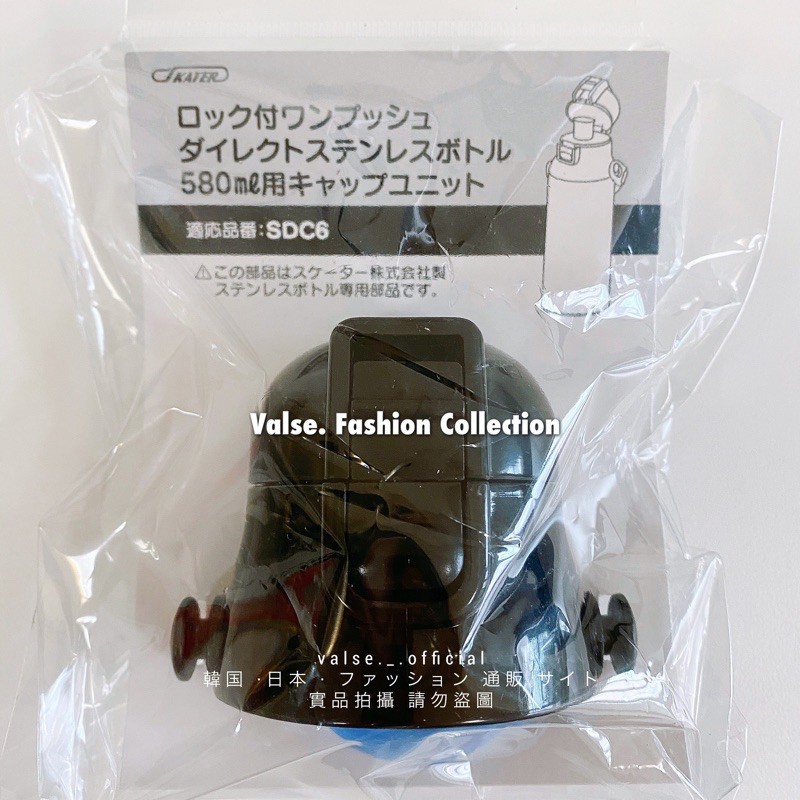 SKATER
ロック付ワンプッシュ
ダイレクトステンレスボトル
580mℓ用キャップユニット
適応品番:SDC6
⚠この部品はスケーター株式会社製
ステンレスボトル専用部品です。
Valse. Fashion Collection
valse._.official
韓国 ·日本 · ファッション 通販 サイト
實品拍攝 請勿盜圖